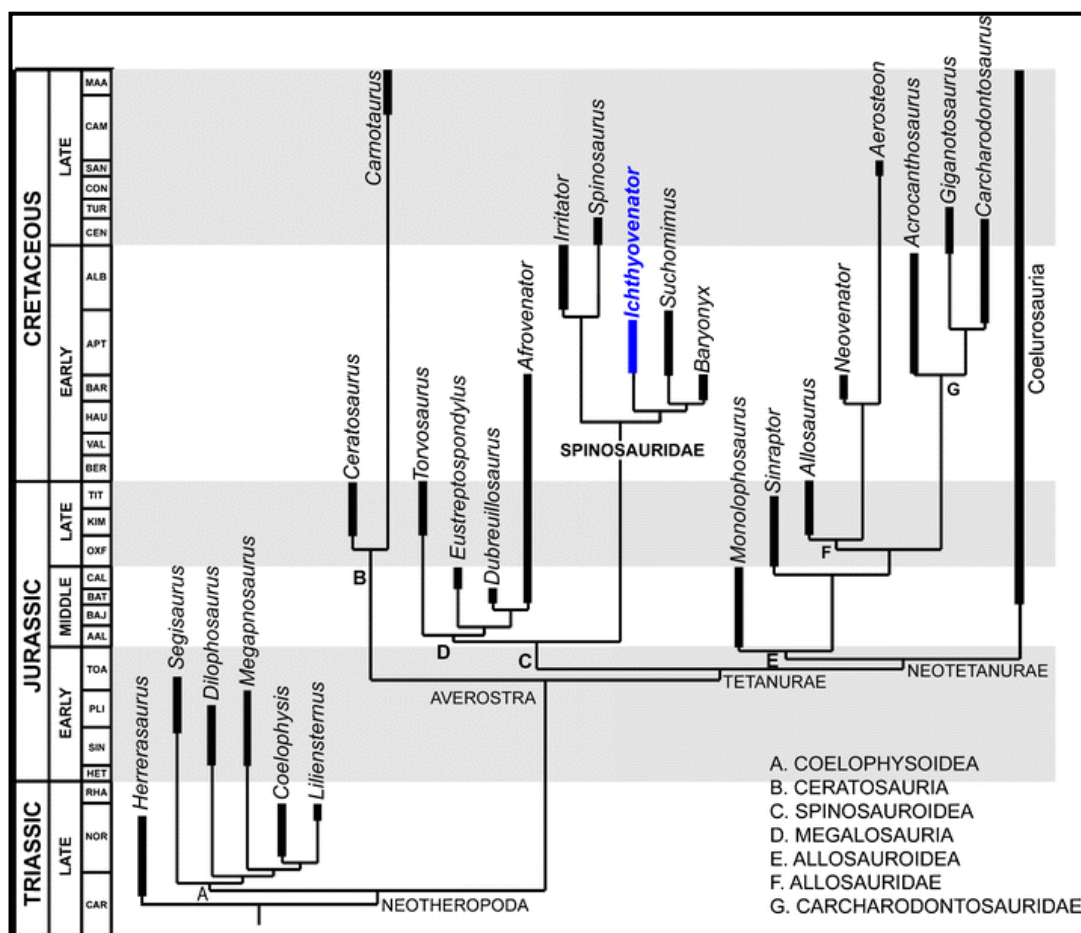 CRETACEOUS
JURASSIC
TRIASSIC
LATE
EARLY
LATE
MIDDLE
EARLY
LATE
MAA
CAM
SAN
CON
TUR
CEN
ALB
APT
BAR
HAU
VAL
BER
TIT
KIM
OXF
CAL
BAT
BAJ
AAL
TOA
PLI
SIN
HET
RHA
NOR
CAR
Herrerasaurus
Segisaurus
Dilophosaurus
Megapnosaurus
Coelophysis
Liliensternus
Ceratosaurus
Carnotaurus
Torvosaurus
Eustreptospondylus
Dubreuillosaurus
Afrovenator
Irritator
Spinosaurus
Ichthyovenator
Suchomimus
Baryonyx
Monolophosaurus
Sinraptor
Allosaurus
Neovenator
Aerosteon
Acrocanthosaurus
Giganotosaurus
Carcharodontosaurus
Coelurosauria
SPINOSAURIDAE
G
F
B
D
C
E
A
NEOTETANURAE
TETANURAE
AVEROSTRA
NEOTHEROPODA
A. COELOPHYSOIDEA
B. CERATOSAURIA
C. SPINOSAUROIDEA
D. MEGALOSAURIA
E. ALLOSAUROIDEA
F. ALLOSAURIDAE
G. CARCHARODONTOSAURIDAE